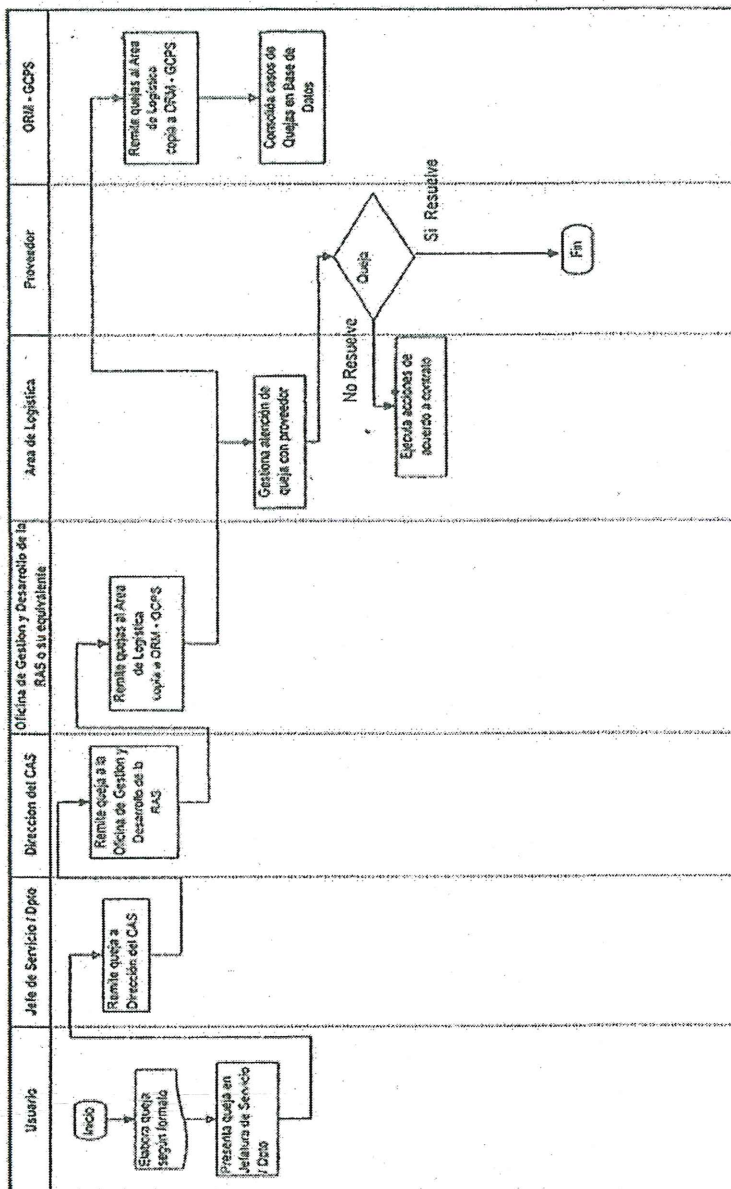 Usuario
Jefe de Servicio / Dpto
Direccion del CAS
Oficina de Gestion y Desarrollo de la
RAS o su equivalente
Area de Logistica
Proveedor
ORM - GCPS
Inicio
Elabora queja
según formato
Presenta queja en
Jefatura de Servicio
/ Dpto
Remite queja a
Dirección del CAS
Remite queja a la
Oficina de Gestion y
Desarrollo de la
RAS
Remite quejas al Area
de Logistica
copia a ORM - GCPS
Gestiona atención de
queja con proveedor
No Resuelve
Ejecuta acciones de
acuerdo a contrato
Queja
Si Resuelve
Fin
Remite quejas al Area
de Logistica
copia a ORM - GCPS
Consolida casos de
Quejas en Base de
Datos